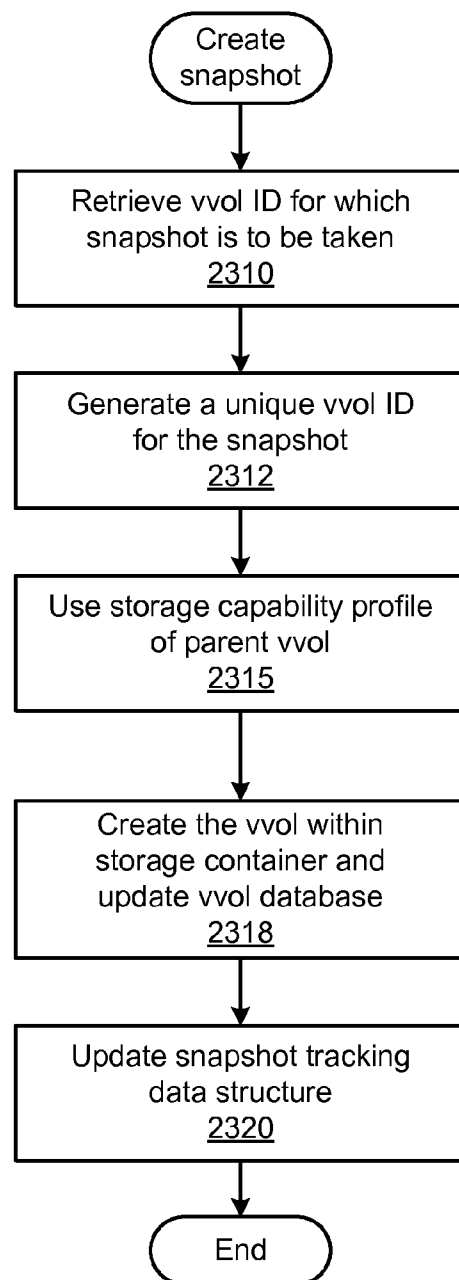 Create
snapshot
Retrieve vvol ID for which
snapshot is to be taken
2310
Generate a unique vvol ID
for the snapshot
2312
Use storage capability profile
of parent vvol
2315
Create the vvol within
storage container and
update vvol database
2318
Update snapshot tracking
data structure
2320
End